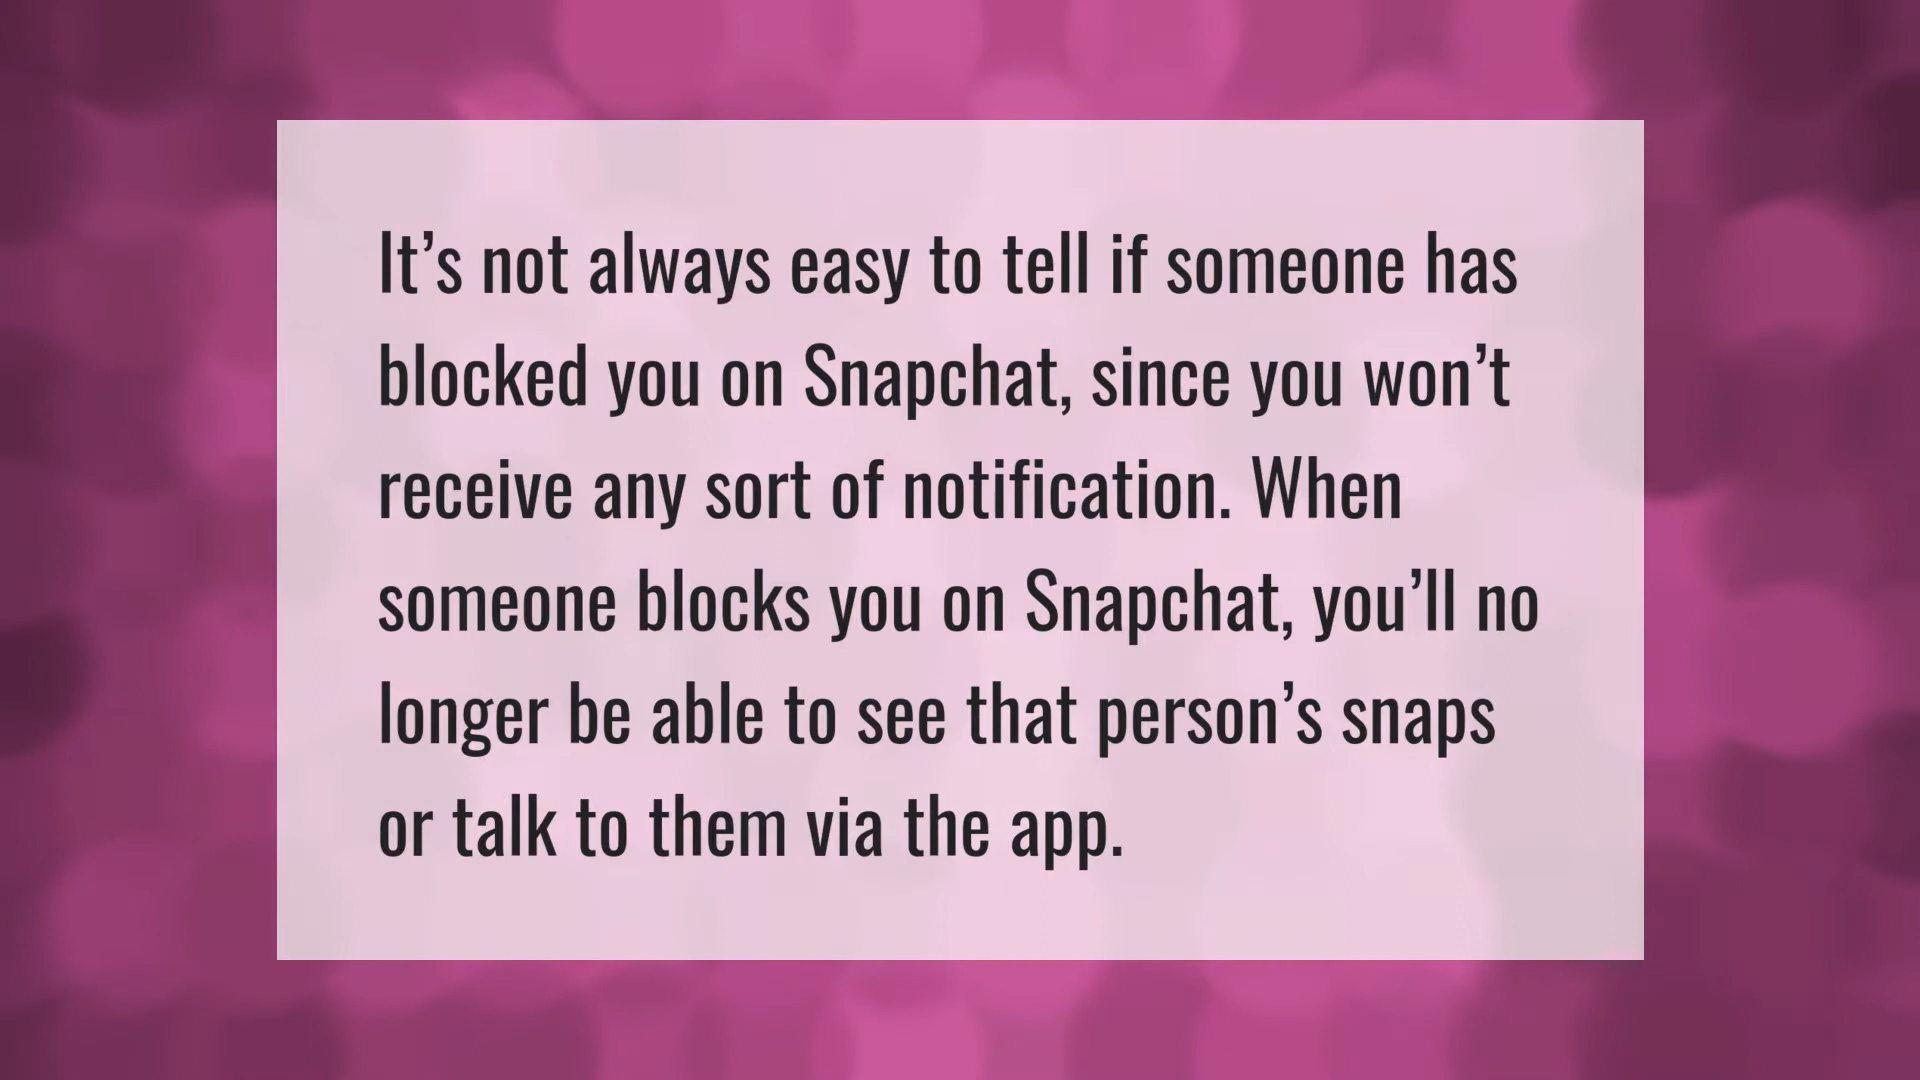 It’s not always easy to tell if someone has
blocked you on Snapchat, since you won’t
receive any sort of notification. When
someone blocks you on Snapchat, you’ll no
longer be able to see that person’s snaps
or talk to them via the app.